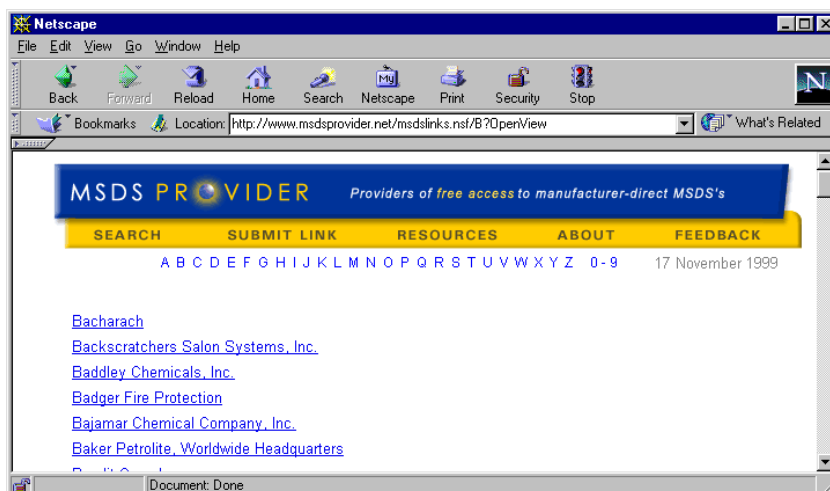 Netscape
File Edit View Go Window Help
My
N
Back Forward Reload Home Search Netscape Print Security Stop
Bookmarks Location: http://www.msdsprovider.net/msdslinks.nsf/B?OpenView What's Related
MSDS PROVIDER Providers of free access to manufacturer-direct MSDS's
SEARCH SUBMIT LINK RESOURCES ABOUT FEEDBACK
A B C D E F G H I J K L M N O P Q R S T U V W X Y Z 0-9 17 November 1999
Bacharach
Backscratchers Salon Systems, Inc.
Baddley Chemicals, Inc.
Badger Fire Protection
Bajamar Chemical Company, Inc.
Baker Petrolite, Worldwide Headquarters
Document: Done